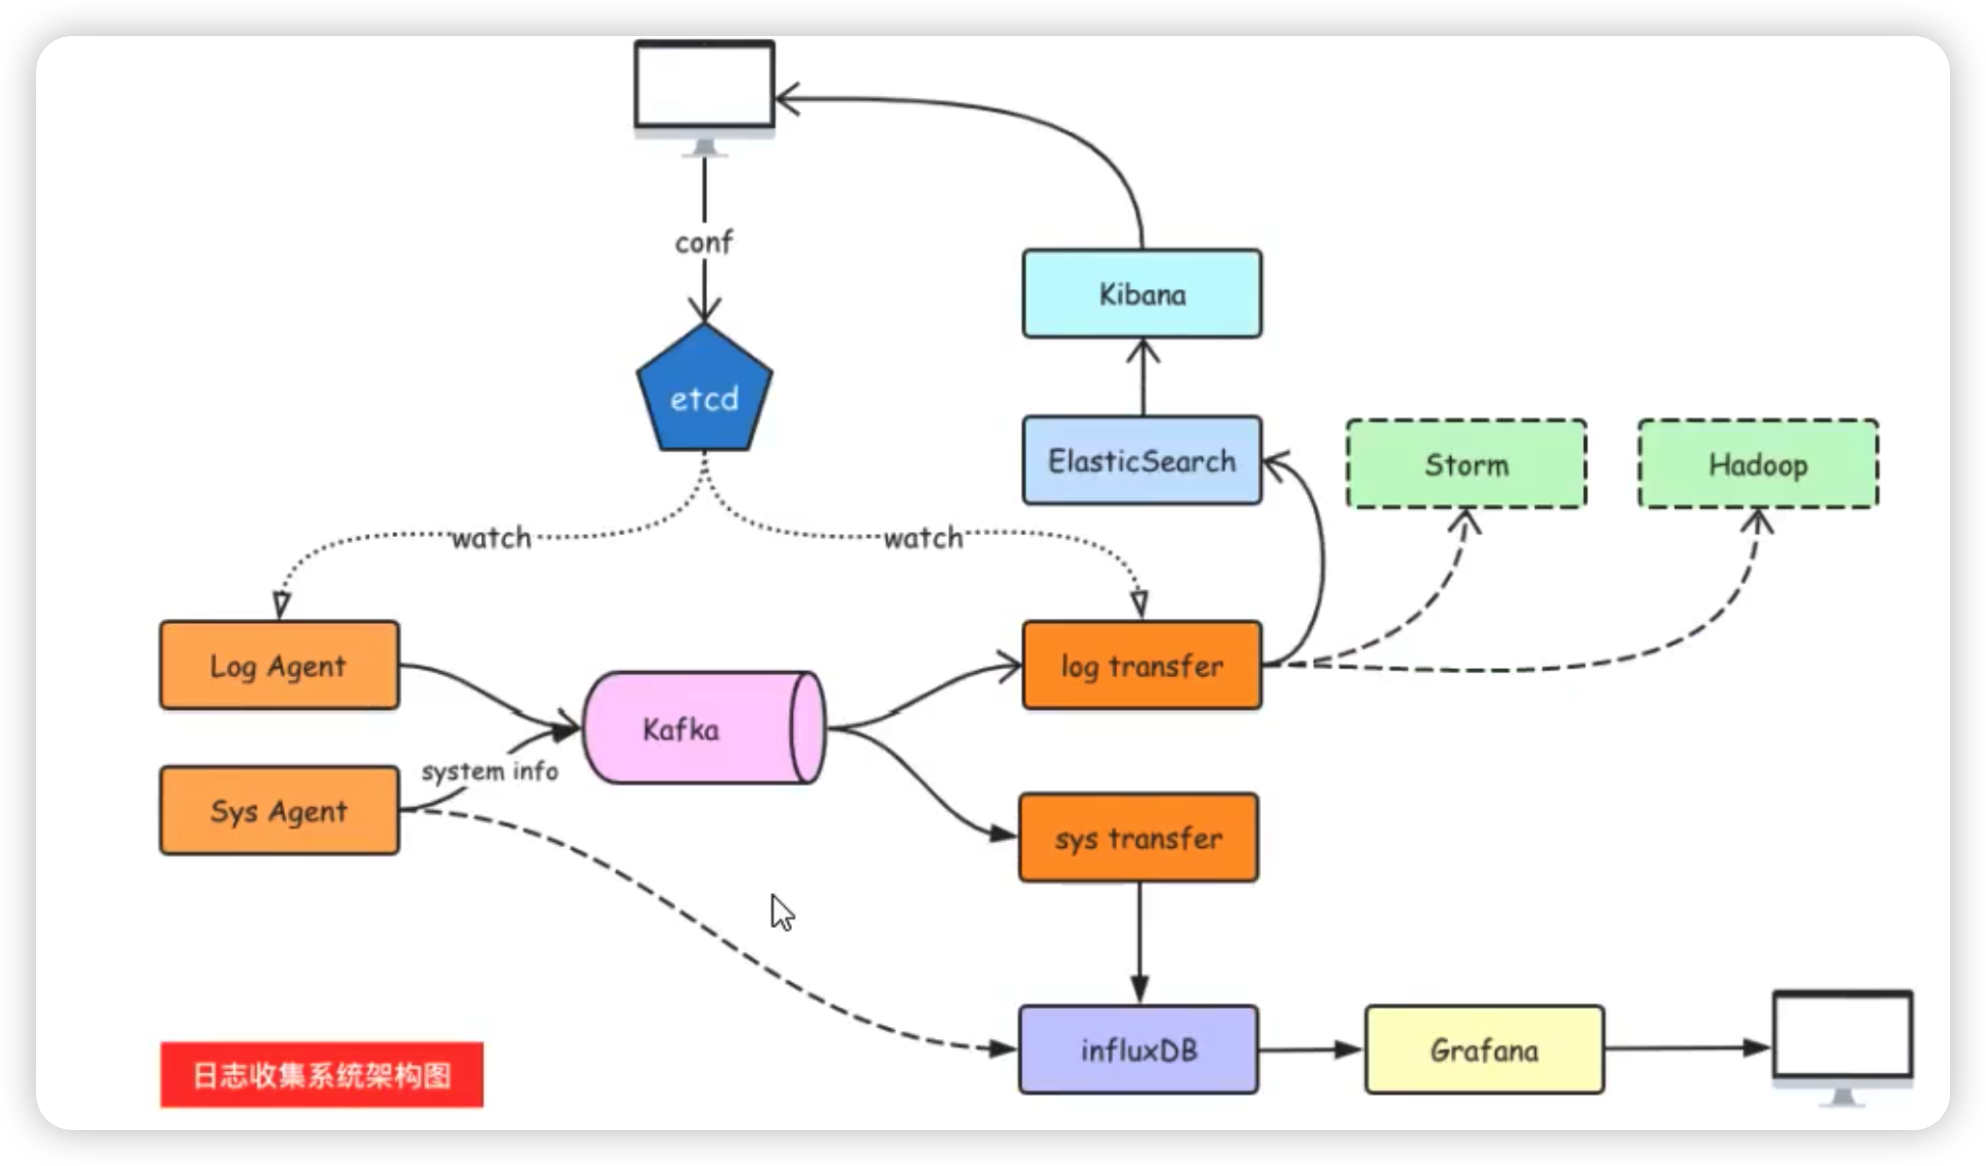 conf
Kibana
etcd
ElasticSearch
Storm
Hadoop
watch
watch
Log Agent
log transfer
Kafka
system info
Sys Agent
sys transfer
influxDB
Grafana
日志收集系统架构图